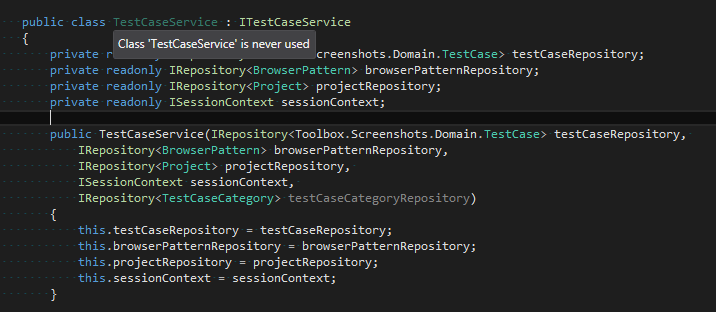 public class TestCaseService : ITestCaseService
{
Class 'TestCaseService' is never used
private r creenshots.Domain.TestCase> testCaseRepository;
private readonly IRepository<BrowserPattern> browserPatternRepository;
private readonly IRepository<Project> projectRepository;
private readonly ISessionContext sessionContext;
public TestCaseService(IRepository<Toolbox.Screenshots.Domain.TestCase> testCaseRepository,
IRepository<BrowserPattern> browserPatternRepository,
IRepository<Project> projectRepository,
ISessionContext sessionContext,
IRepository<TestCaseCategory> testCaseCategoryRepository)
{
this.testCaseRepository = testCaseRepository;
this.browserPatternRepository = browserPatternRepository;
this.projectRepository = projectRepository;
this.sessionContext = sessionContext;
}